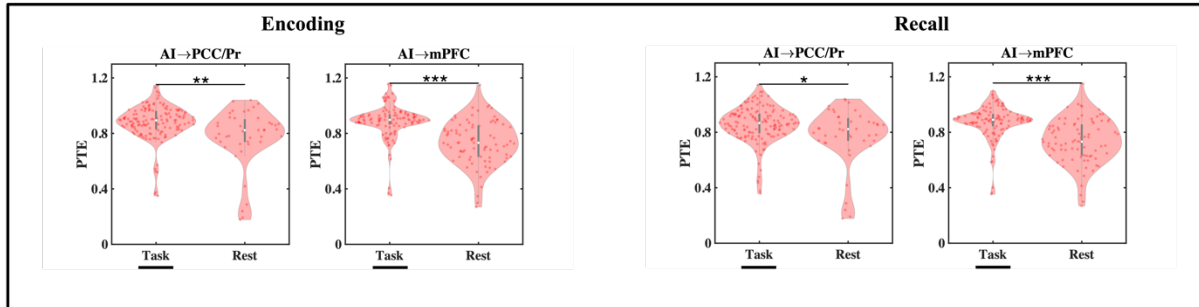 Encoding
AI→PCC/Pr
AI→mPFC
**
***
1.2
0.8
0.4
0
PTE
Task
Rest
1.2
0.8
0.4
0
PTE
Task
Rest
Recall
AI→PCC/Pr
AI→mPFC
*
***
1.2
0.8
0.4
0
PTE
Task
Rest
1.2
0.8
0.4
0
PTE
Task
Rest